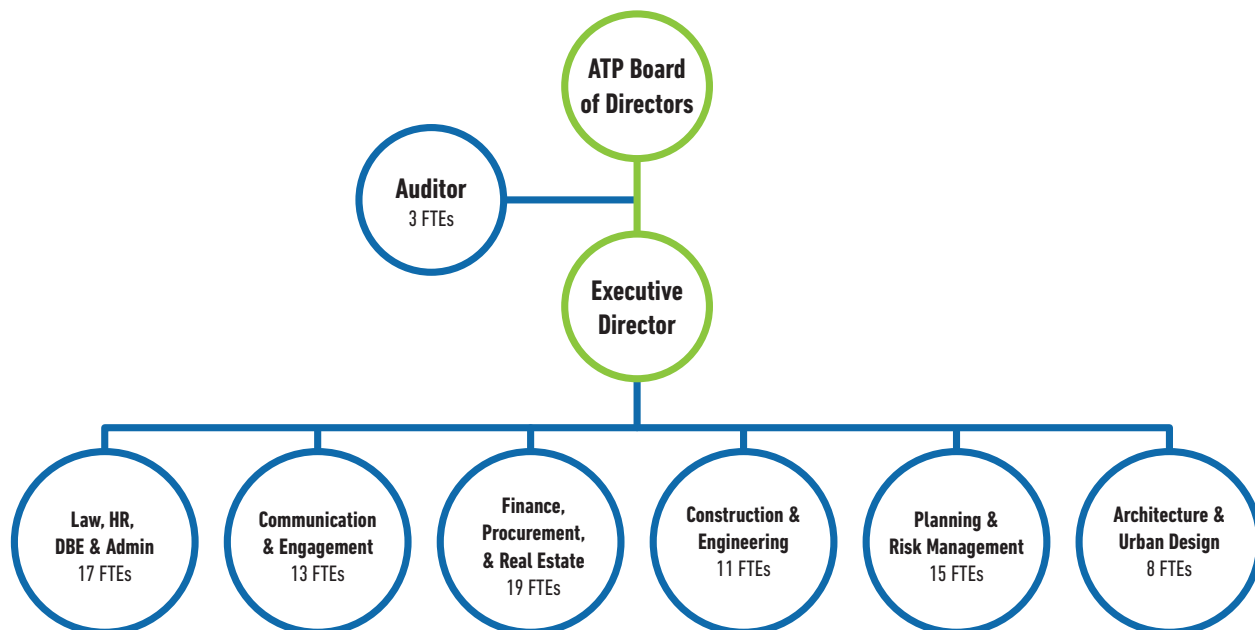 ATP Board
of Directors
Auditor
3 FTEs
Executive
Director
Law, HR,
DBE & Admin
17 FTEs
Communication
& Engagement
13 FTEs
Finance,
Procurement,
& Real Estate
19 FTEs
Construction &
Engineering
11 FTEs
Planning &
Risk Management
15 FTEs
Architecture &
Urban Design
8 FTEs